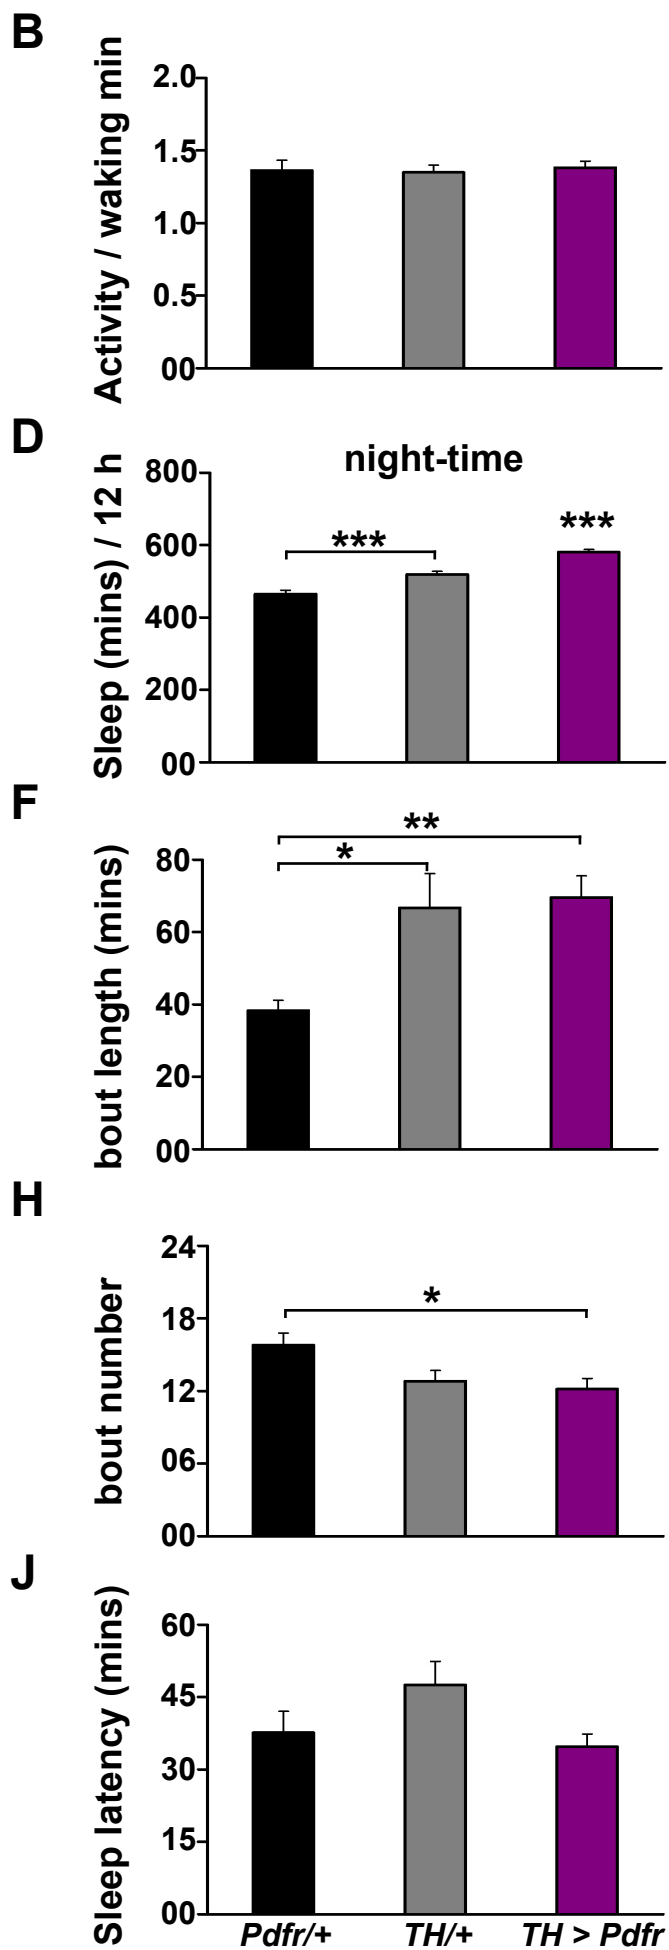 B
Activity / waking min
2.0
1.5
1.0
0.5
00
D
night-time
Sleep (mins) / 12 h
800
600
400
200
00
***
***
F
bout length (mins)
80
60
40
20
00
**
*
H
bout number
24
18
12
06
00
*
J
Sleep latency (mins)
60
45
30
15
00
Pdfr/+ TH/+ TH > Pdfr